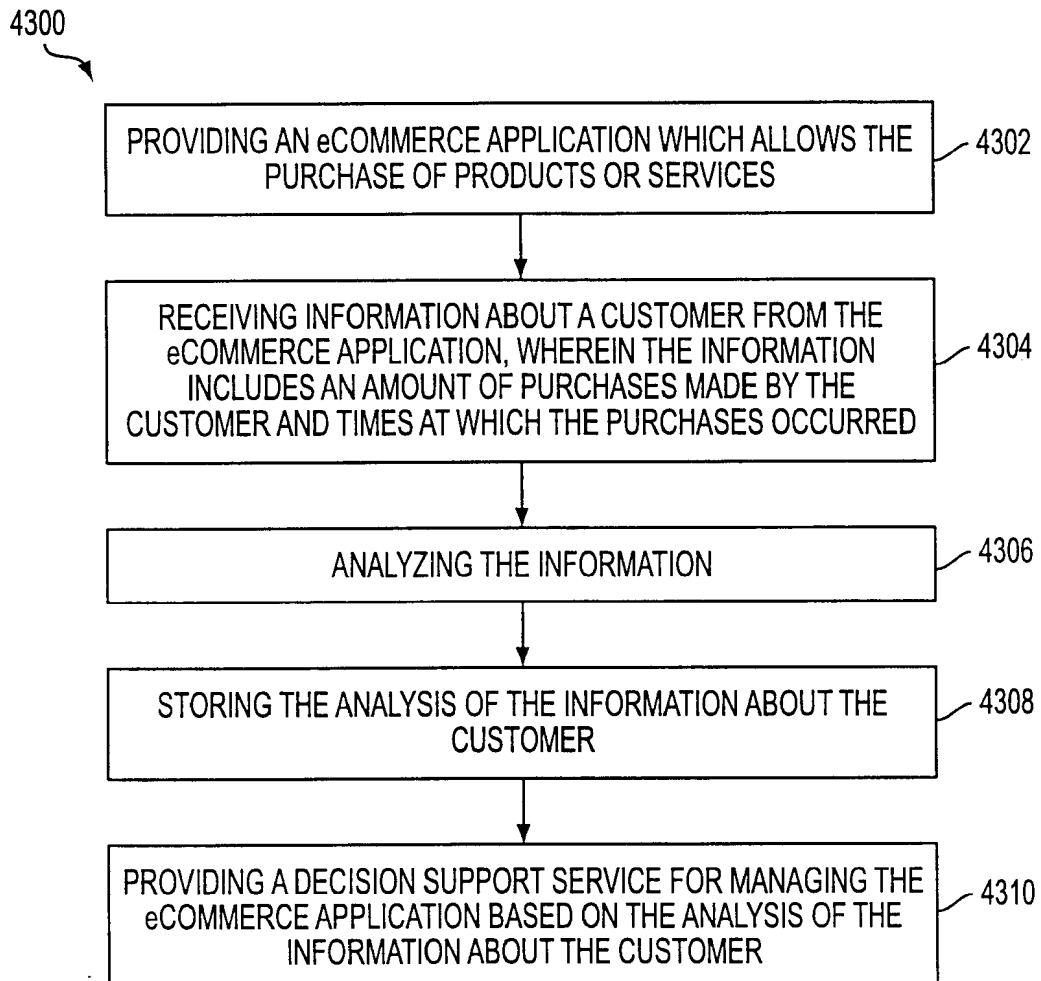 4300
PROVIDING AN eCOMMERCE APPLICATION WHICH ALLOWS THE
PURCHASE OF PRODUCTS OR SERVICES
4302
RECEIVING INFORMATION ABOUT A CUSTOMER FROM THE
eCOMMERCE APPLICATION, WHEREIN THE INFORMATION
INCLUDES AN AMOUNT OF PURCHASES MADE BY THE
CUSTOMER AND TIMES AT WHICH THE PURCHASES OCCURRED
4304
ANALYZING THE INFORMATION
4306
STORING THE ANALYSIS OF THE INFORMATION ABOUT THE
CUSTOMER
4308
PROVIDING A DECISION SUPPORT SERVICE FOR MANAGING THE
eCOMMERCE APPLICATION BASED ON THE ANALYSIS OF THE
INFORMATION ABOUT THE CUSTOMER
4310